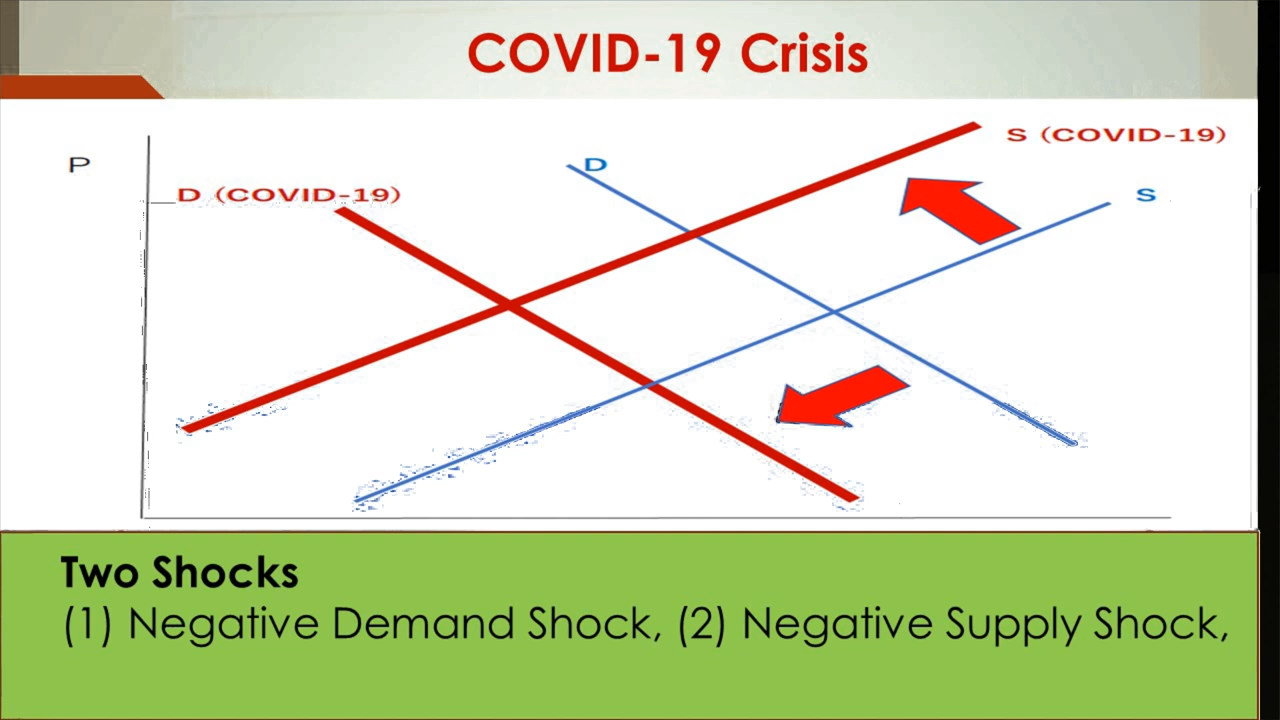 COVID-19 Crisis
S (COVID-19)
P
D
D (COVID-19)
S
Two Shocks
(1) Negative Demand Shock, (2) Negative Supply Shock,